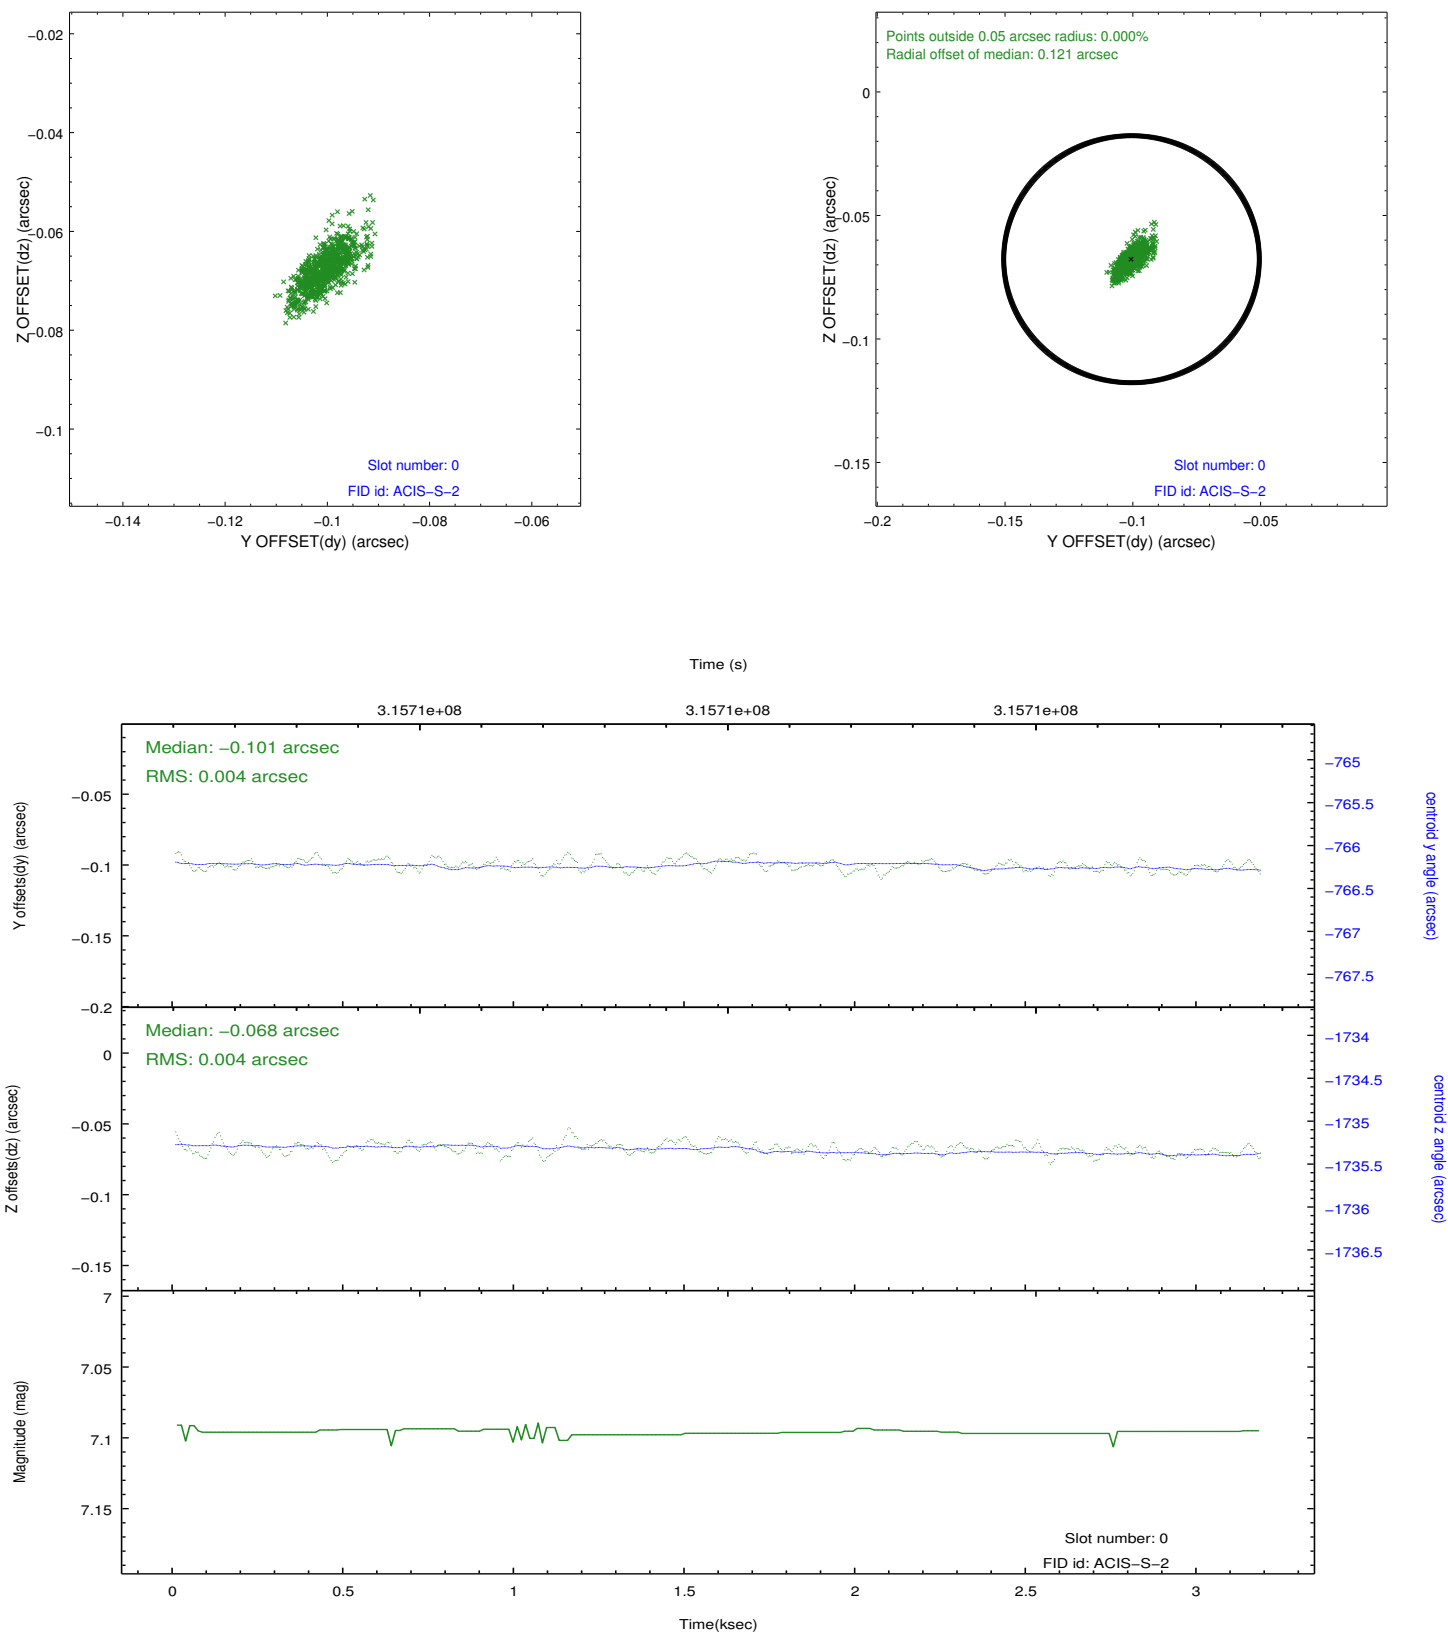 −0.02
−0.04
−0.06
−0.08
−0.1
Z OFFSET(dz) (arcsec)
Slot number: 0
FID id: ACIS−S−2
−0.14
−0.12
−0.1
−0.08
−0.06
Y OFFSET(dy) (arcsec)
Points outside 0.05 arcsec radius: 0.000%
Radial offset of median: 0.121 arcsec
0
−0.05
−0.1
−0.15
Z OFFSET(dz) (arcsec)
Slot number: 0
FID id: ACIS−S−2
−0.2
−0.15
−0.1
−0.05
Y OFFSET(dy) (arcsec)
Time (s)
3.1571e+08
3.1571e+08
3.1571e+08
Median: −0.101 arcsec
RMS: 0.004 arcsec
−0.05
−0.1
−0.15
−0.2
Y offsets(dy) (arcsec)
−765
−765.5
−766
−766.5
−767
−767.5
centroid y angle (arcsec)
Median: −0.068 arcsec
RMS: 0.004 arcsec
0
−0.05
−0.1
−0.15
Z offsets(dz) (arcsec)
−1734
−1734.5
−1735
−1735.5
−1736
−1736.5
centroid z angle (arcsec)
7
7.05
7.1
7.15
Magnitude (mag)
Slot number: 0
FID id: ACIS−S−2
0
0.5
1
1.5
2
2.5
3
Time(ksec)